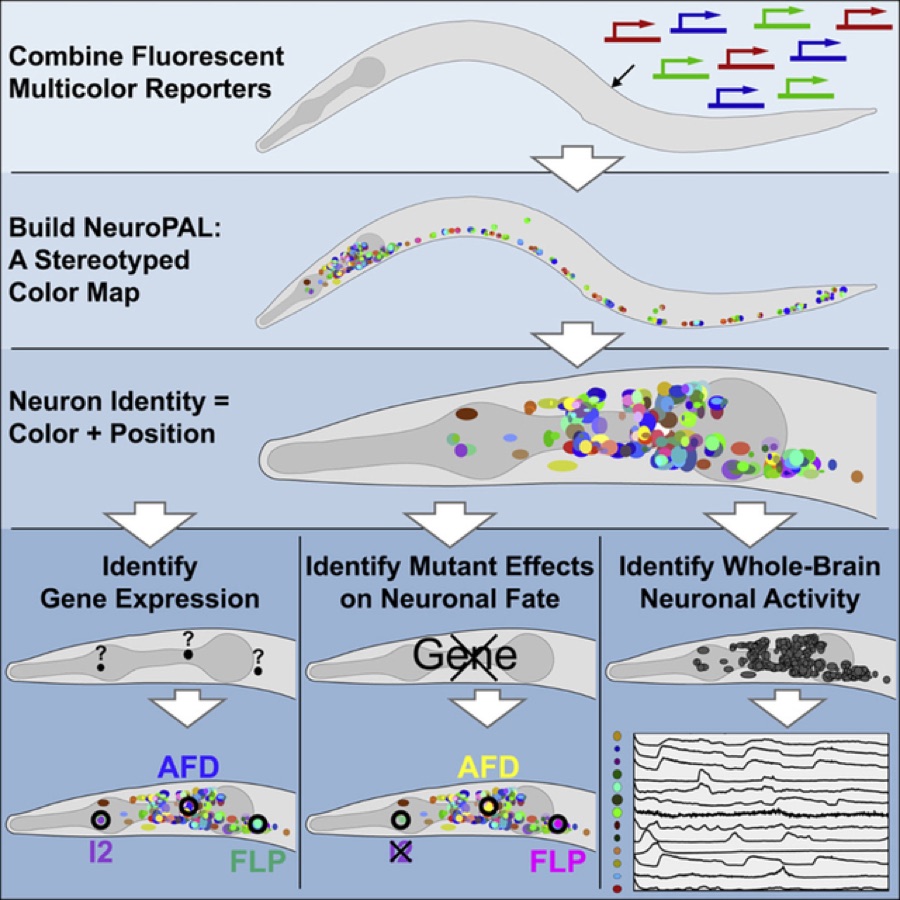 Combine Fluorescent
Multicolor Reporters
Build NeuroPAL:
A Stereotyped
Color Map
Neuron Identity =
Color + Position
Identify
Gene Expression
Identify Mutant Effects
on Neuronal Fate
Identify Whole-Brain
Neuronal Activity
? ? ?
Gene
AFD
I2
FLP
AFD
I2
FLP